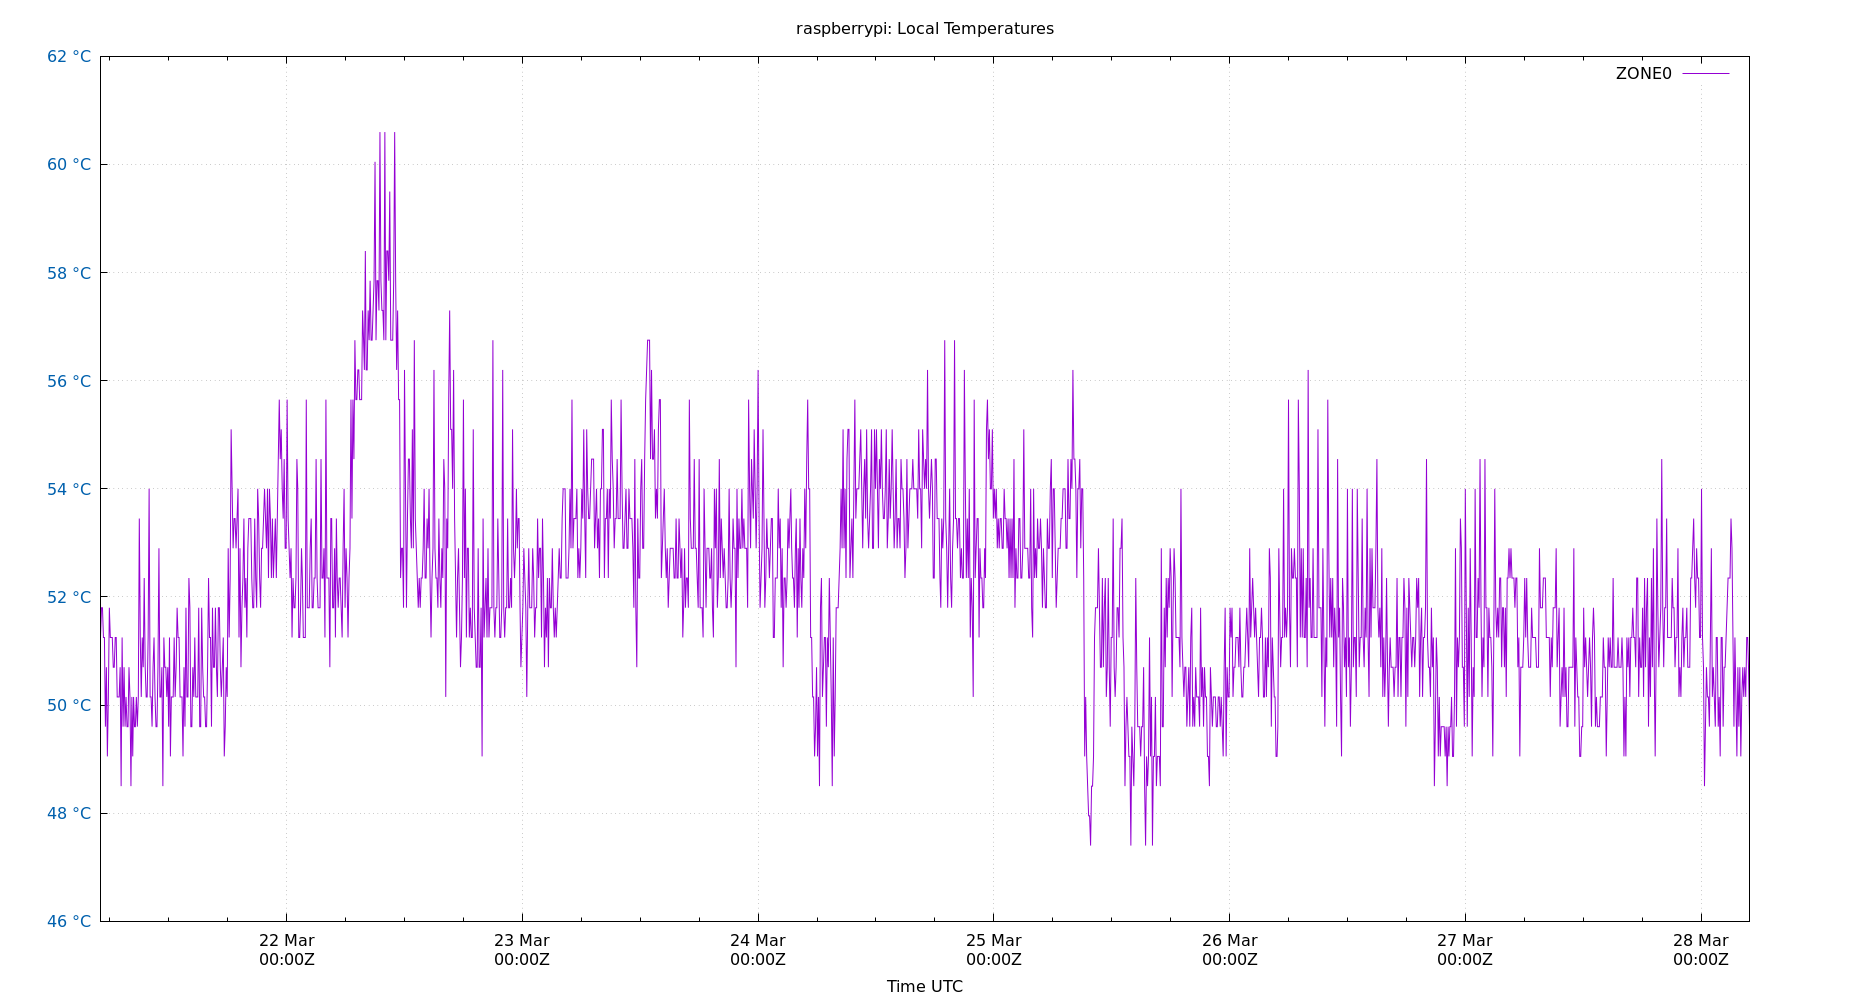 raspberrypi: Local Temperatures
62 °C
ZONE0
60 °C
58 °C
56 °C
54 °C
52 °C
50 °C
48 °C
46 °C
22 Mar 23 Mar 24 Mar 25 Mar 26 Mar 27 Mar 28 Mar
00:00Z 00:00Z 00:00Z 00:00Z 00:00Z 00:00Z 00:00Z
Time UTC